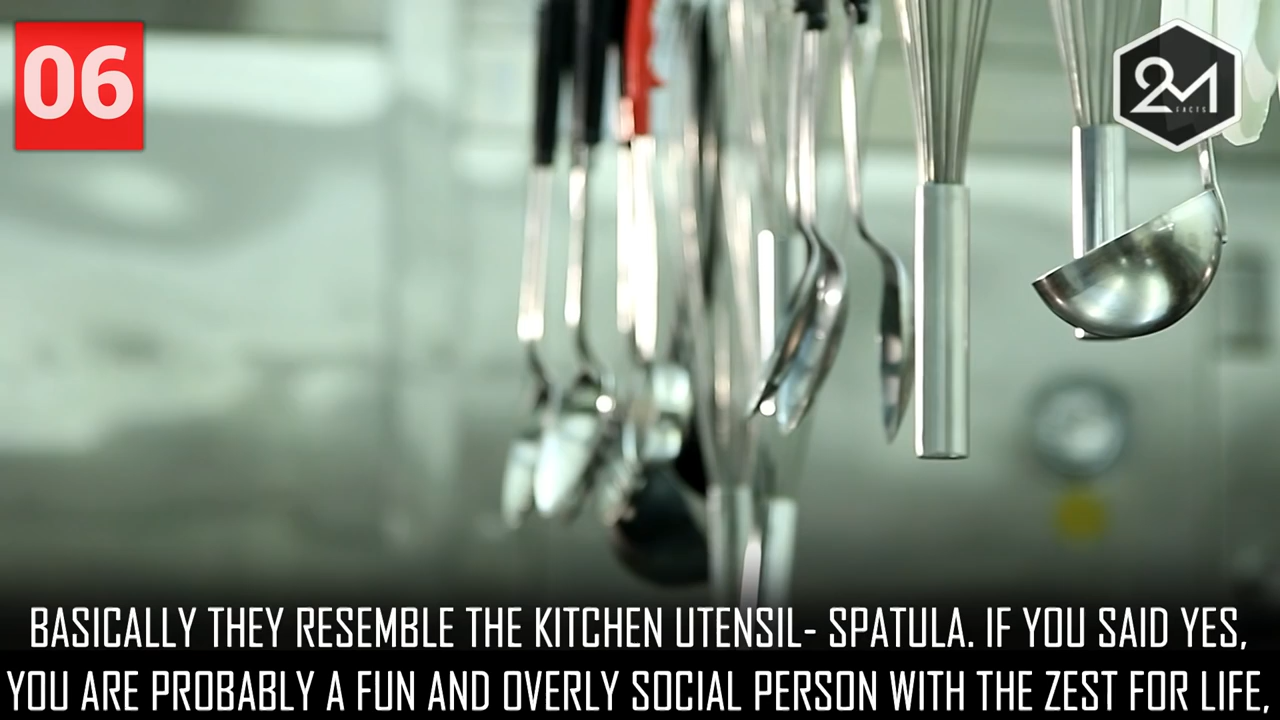 06
2M
FACTS
BASICALLY THEY RESEMBLE THE KITCHEN UTENSIL- SPATULA. IF YOU SAID YES,
YOU ARE PROBABLY A FUN AND OVERLY SOCIAL PERSON WITH THE ZEST FOR LIFE,